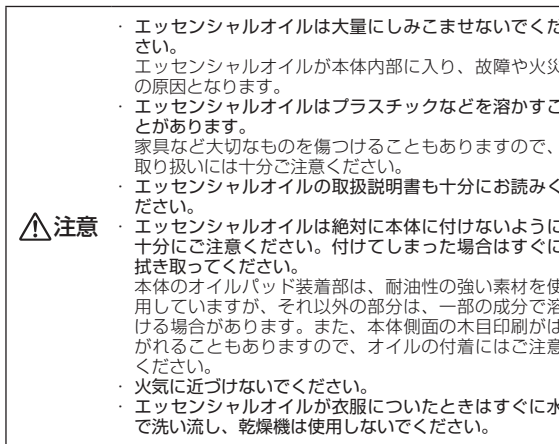 ・ エッセンシャルオイルは大量にしみこませないでくだ
さい。
エッセンシャルオイルが本体内部に入り、故障や火災
の原因となります。
・ エッセンシャルオイルはプラスチックなどを溶かすこ
とがあります。
家具など大切なものを傷つけることもありますので、
取り扱いには十分ご注意ください。
・ エッセンシャルオイルの取扱説明書も十分にお読みく
ださい。
注意
・ エッセンシャルオイルは絶対に本体に付けないように
十分にご注意ください。付けてしまった場合はすぐに
拭き取ってください。
本体のオイルパッド装着部は、耐油性の強い素材を使
用していますが、それ以外の部分は、一部の成分で溶
ける場合があります。また、本体側面の木目印刷がは
がれることもありますので、オイルの付着にはご注意
ください。
・ 火気に近づけないでください。
・ エッセンシャルオイルが衣服についたときはすぐに水
で洗い流し、乾燥機は使用しないでください。